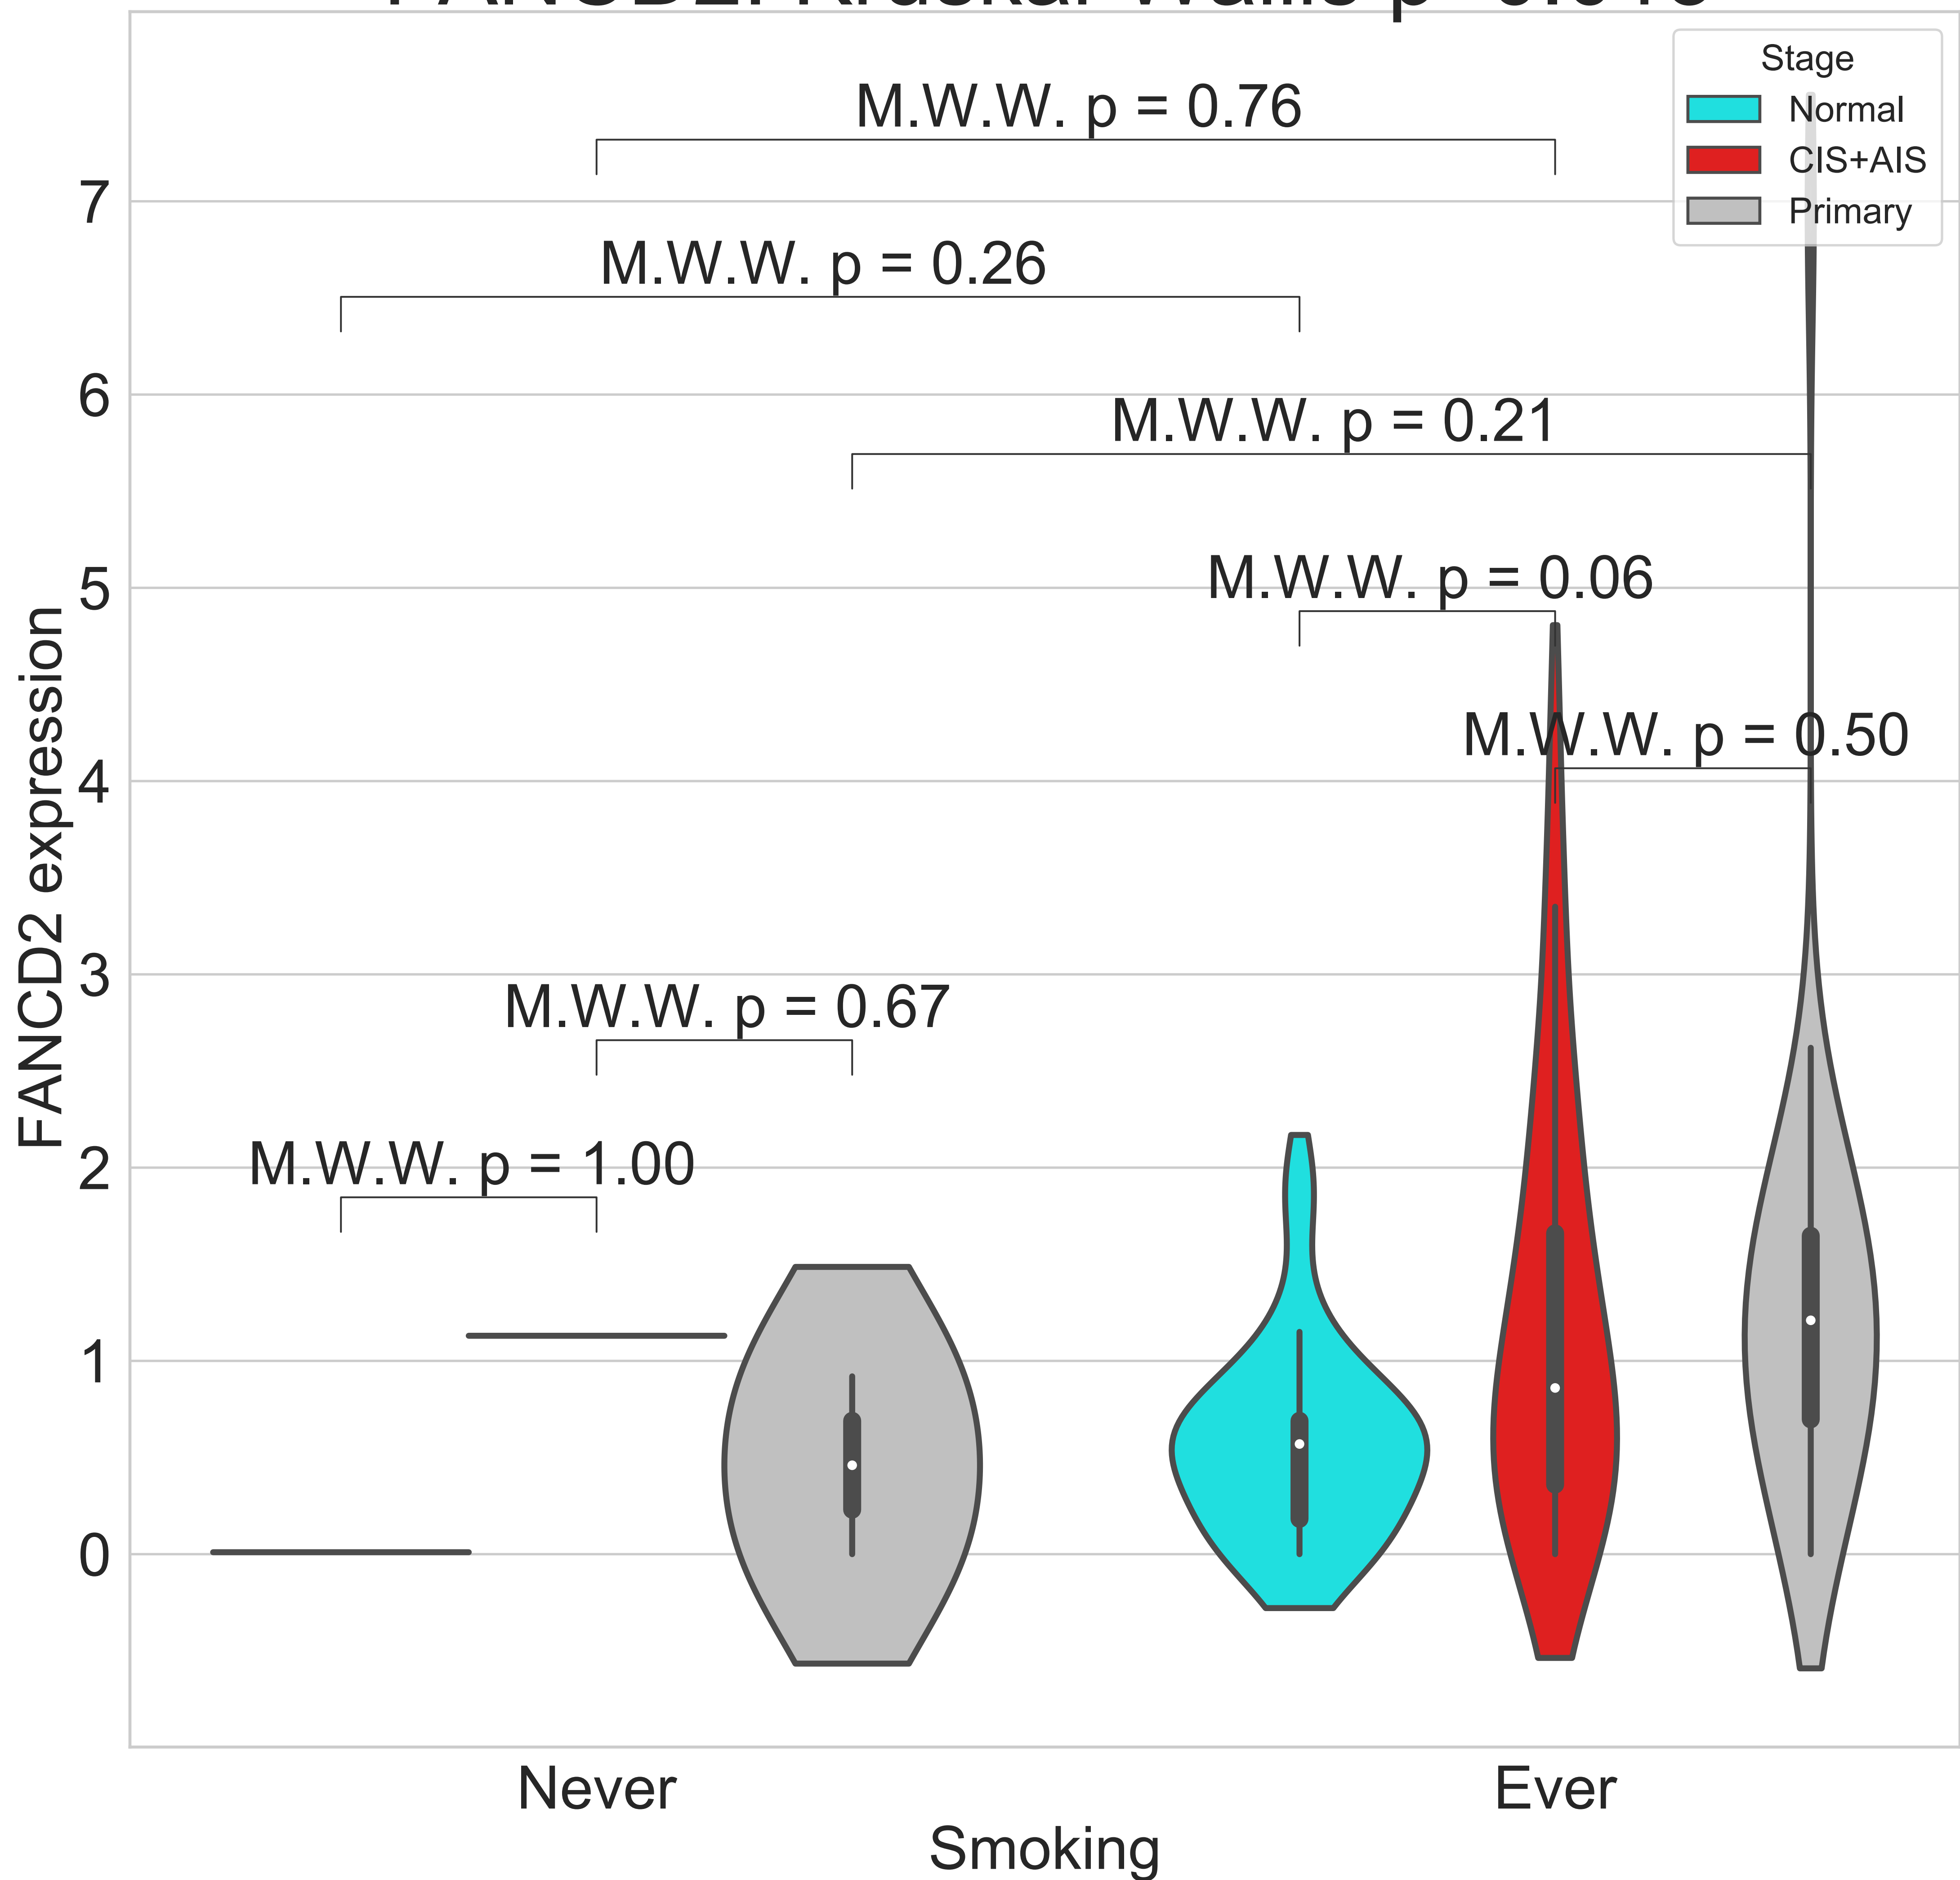 Stage
Normal
CIS+AIS
Primary
M.W.W. p = 0.76
M.W.W. p = 0.26
M.W.W. p = 0.21
M.W.W. p = 0.06
M.W.W. p = 0.50
M.W.W. p = 0.67
M.W.W. p = 1.00
7
6
5
4
3
2
1
0
FANCD2 expression
Never
Ever
Smoking